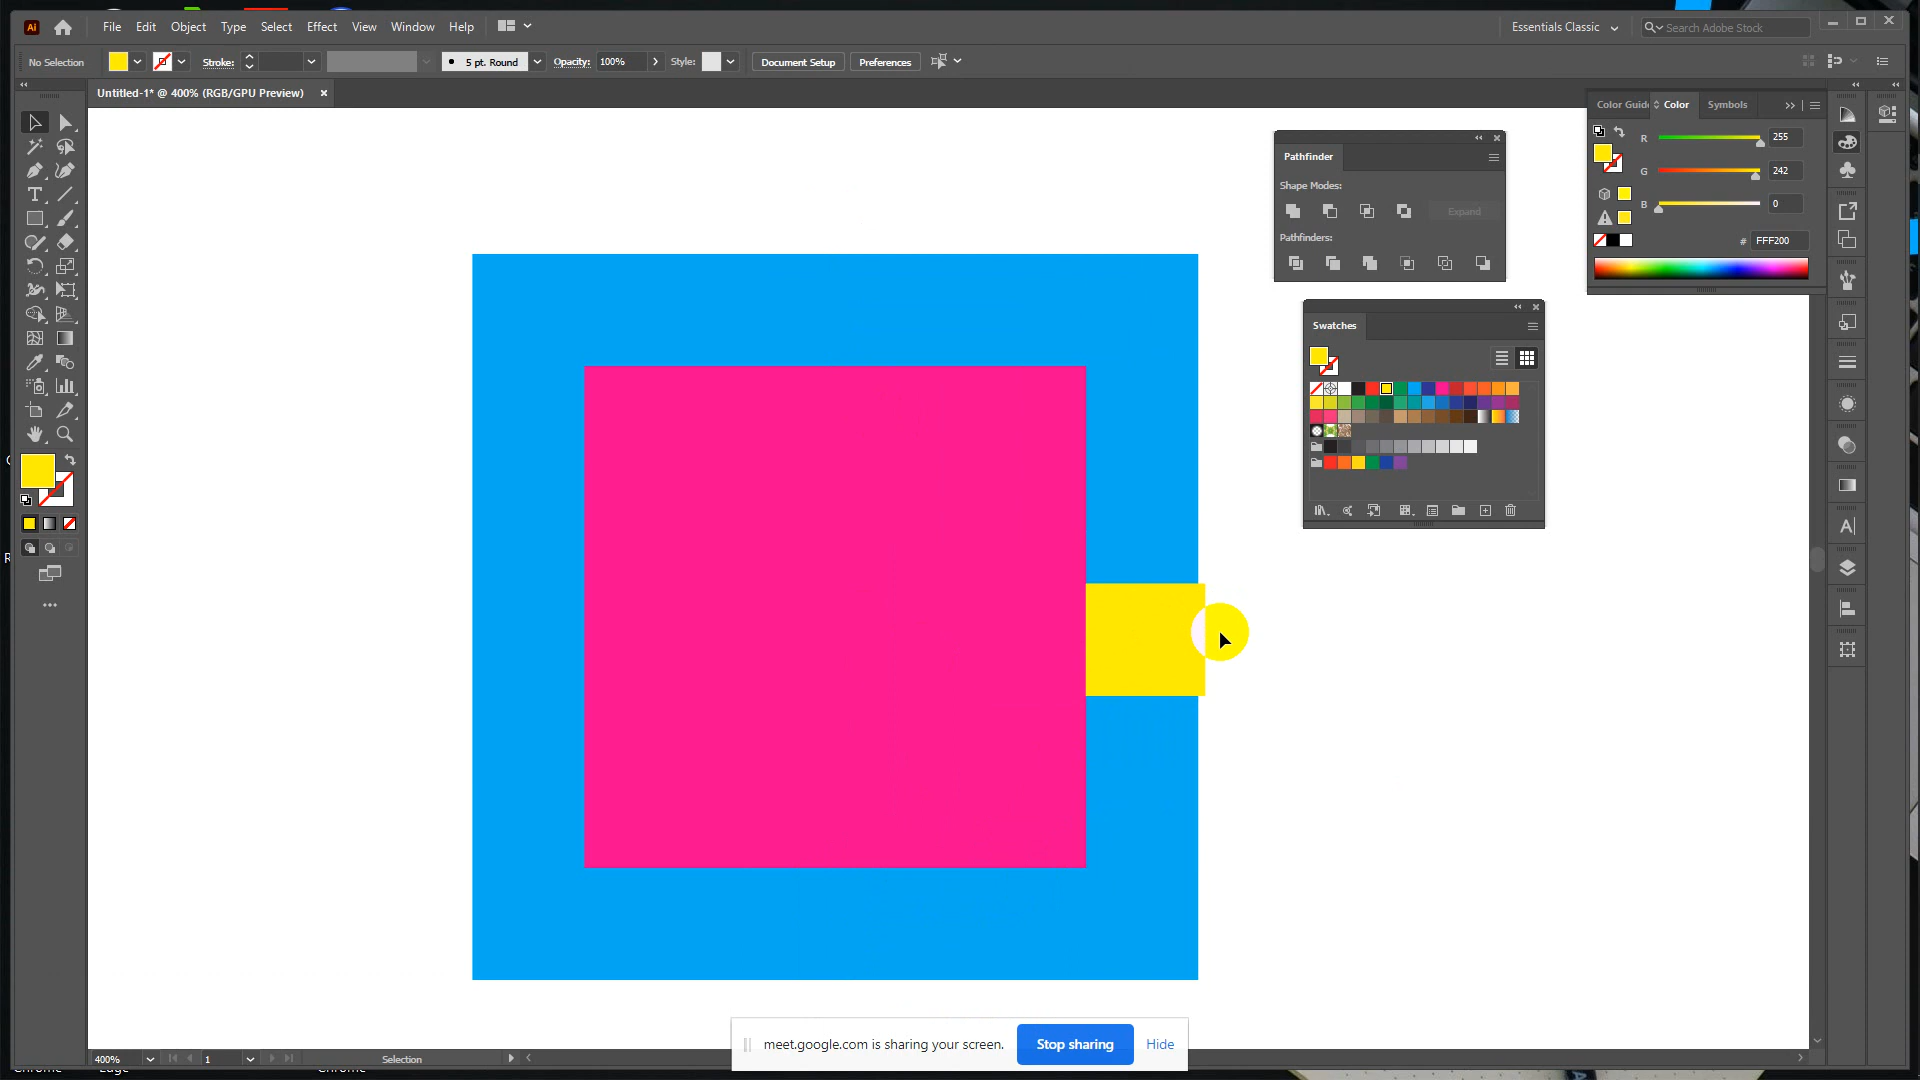 Ai File Edit Object Type Select Effect View Window Help Essentials Classic Search Adobe Stock
No Selection Stroke: 5 pt. Round Opacity: 100% Style: Document Setup Preferences
Untitled-1* @ 400% (RGB/GPU Preview)
Color Guide Color Symbols
R 255
G 242
B 0
# FFF200
Pathfinder
Shape Modes:
Expand
Pathfinders:
Swatches
meet.google.com is sharing your screen. Stop sharing Hide
400% 1 Selection